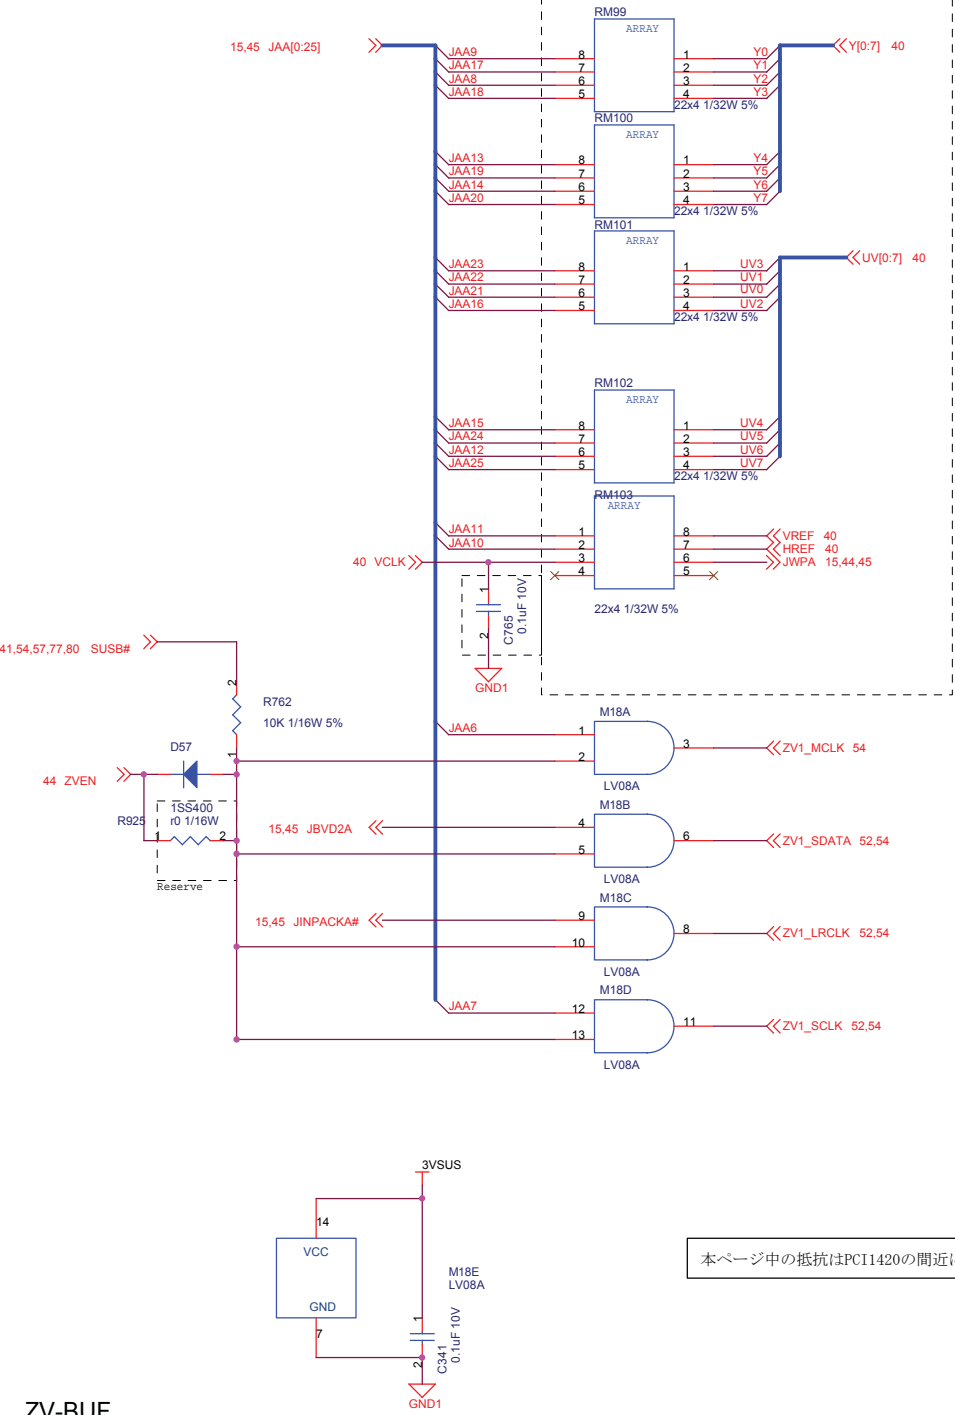 RM99
ARRAY
15,45 JAA[0:25]
Y[0:7] 40
JAA9 8 1 Y0
JAA17 7 2 Y1
JAA8 6 3 Y2
JAA18 5 4 Y3
22x4 1/32W 5%
RM100
ARRAY
JAA13 8 1 Y4
JAA19 7 2 Y5
JAA14 6 3 Y6
JAA20 5 4 Y7
22x4 1/32W 5%
RM101
ARRAY
UV[0:7] 40
JAA23 8 1 UV3
JAA22 7 2 UV1
JAA21 6 3 UV0
JAA16 5 4 UV2
22x4 1/32W 5%
RM102
ARRAY
JAA15 8 1 UV4
JAA24 7 2 UV5
JAA12 6 3 UV6
JAA25 5 4 UV7
22x4 1/32W 5%
RM103
ARRAY
JAA11 1 8 VREF 40
JAA10 2 7 HREF 40
40 VCLK 3 6 JWPA 15,44,45
4 5
22x4 1/32W 5%
1
2
C765
0.1uF 10V
GND1
41,54,57,77,80 SUSB#
2
R762
10K 1/16W 5%
1
D57
44 ZVEN
1SS400
R925
r0 1/16W
1 2
Reserve
M18A
JAA6 1
2
3 ZV1_MCLK 54
LV08A
M18B
15,45 JBVD2A 4
5
6 ZV1_SDATA 52,54
LV08A
M18C
15,45 JINPACKA# 9
10
8 ZV1_LRCLK 52,54
LV08A
M18D
JAA7 12
13
11 ZV1_SCLK 52,54
LV08A
3VSUS
14
VCC
GND
7
M18E
LV08A
1
2
C341
0.1uF 10V
GND1
本ページ中の抵抗はPCI1420の間近
ZV-BUF